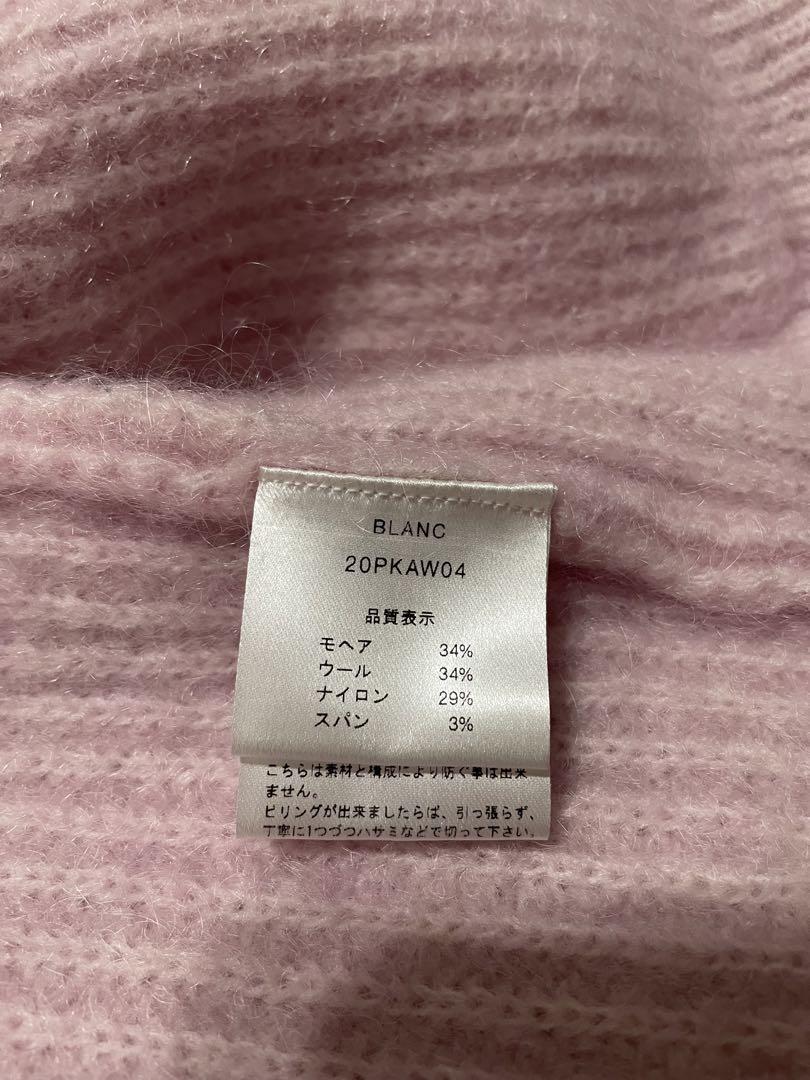 BLANC
20PKAW04
品質表示
モヘア 34%
ウール 34%
ナイロン 29%
スパン 3%
こちらは素材と構成により防ぐ事は出来
ません。
ピリングが出来ましたらば、引っ張らず、
丁寧に1つづつハサミなどで切って下さい。